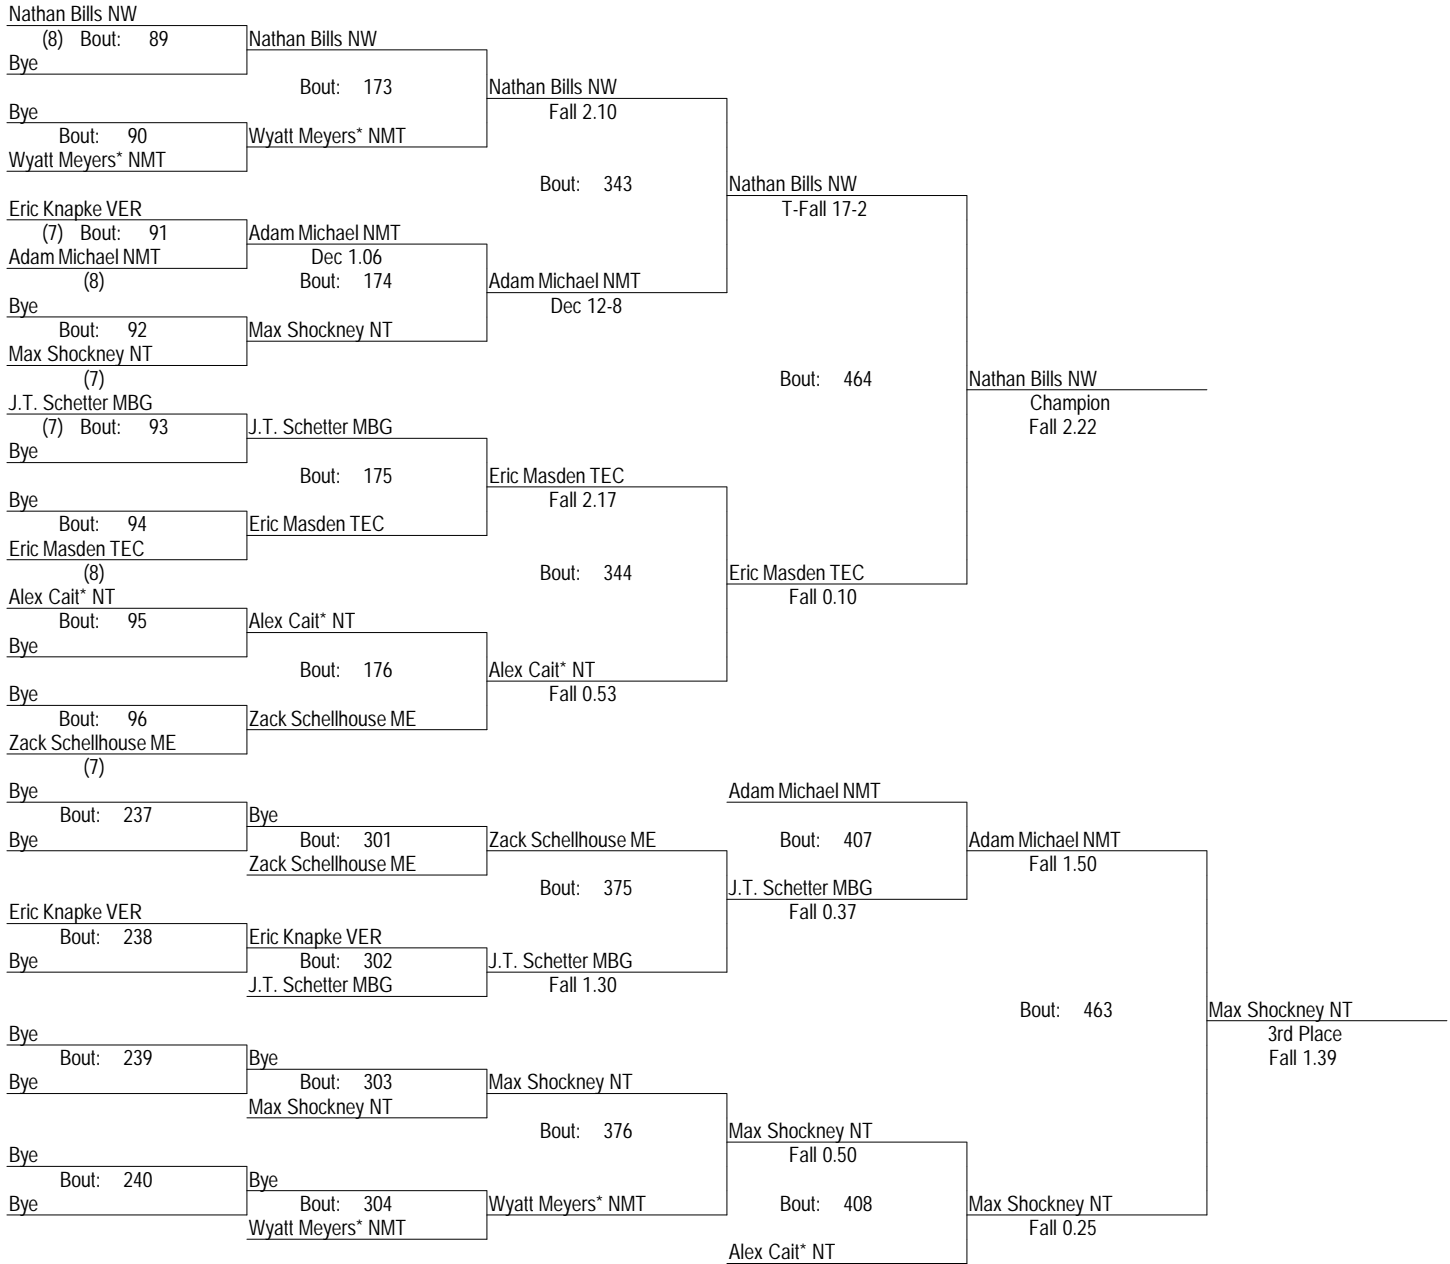 Nathan Bills NW
(8) Bout: 89
Nathan Bills NW
Bye
Bout: 173
Nathan Bills NW
Bye
Fall 2.10
Bout: 90
Wyatt Meyers* NMT
Wyatt Meyers* NMT
Bout: 343
Nathan Bills NW
Eric Knapke VER
T-Fall 17-2
(7) Bout: 91
Adam Michael NMT
Adam Michael NMT
Dec 1.06
(8)
Bout: 174
Adam Michael NMT
Bye
Dec 12-8
Bout: 92
Max Shockney NT
Max Shockney NT
(7)
Bout: 464
Nathan Bills NW
J.T. Schetter MBG
Champion
(7) Bout: 93
J.T. Schetter MBG
Fall 2.22
Bye
Bout: 175
Eric Masden TEC
Bye
Fall 2.17
Bout: 94
Eric Masden TEC
Eric Masden TEC
(8)
Bout: 344
Eric Masden TEC
Alex Cait* NT
Fall 0.10
Bout: 95
Alex Cait* NT
Bye
Bout: 176
Alex Cait* NT
Bye
Fall 0.53
Bout: 96
Zack Schellhouse ME
Zack Schellhouse ME
(7)
Bye
Adam Michael NMT
Bout: 237
Bye
Bye
Bout: 301
Zack Schellhouse ME
Bout: 407
Adam Michael NMT
Zack Schellhouse ME
Fall 1.50
Bout: 375
J.T. Schetter MBG
Eric Knapke VER
Fall 0.37
Bout: 238
Eric Knapke VER
Bye
Bout: 302
J.T. Schetter MBG
J.T. Schetter MBG
Fall 1.30
Bout: 463
Max Shockney NT
Bye
3rd Place
Bout: 239
Bye
Fall 1.39
Bye
Bout: 303
Max Shockney NT
Max Shockney NT
Bout: 376
Max Shockney NT
Bye
Fall 0.50
Bout: 240
Bye
Bye
Bout: 304
Wyatt Meyers* NMT
Bout: 408
Max Shockney NT
Wyatt Meyers* NMT
Fall 0.25
Alex Cait* NT